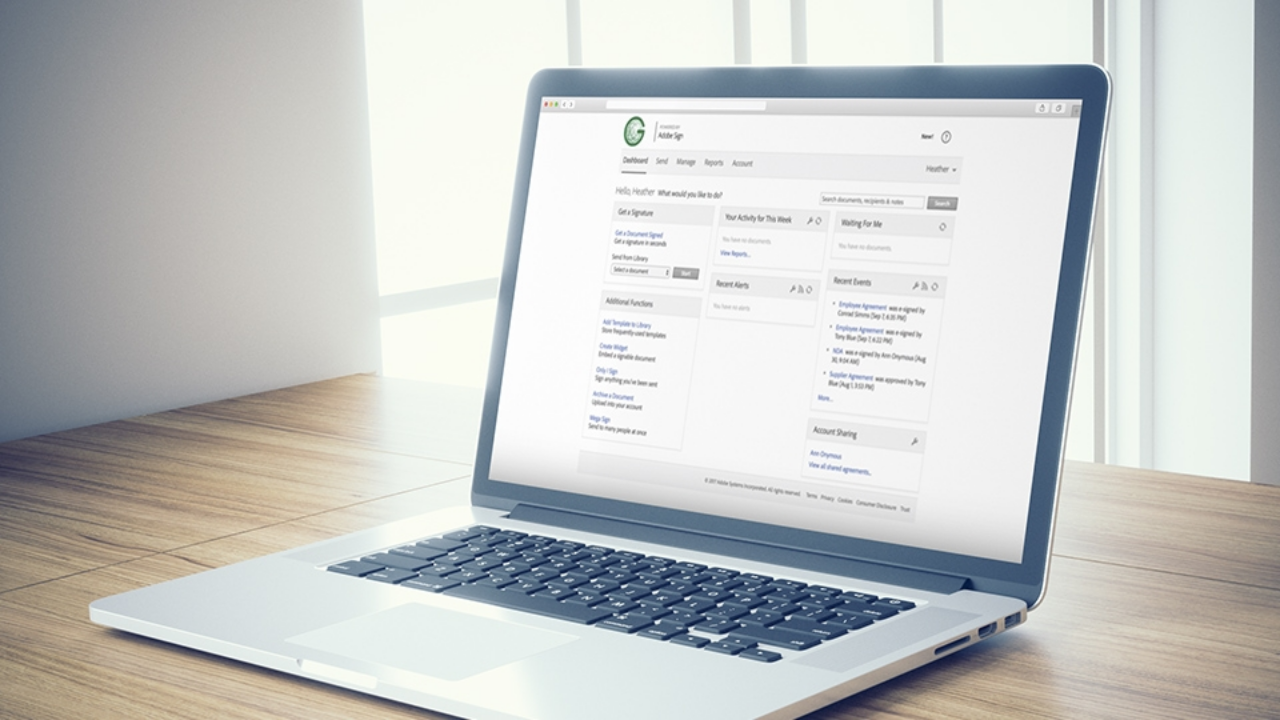 POWERED BY
Adobe Sign
New!
?
Dashboard Send Manage Reports Account
Heather
Hello, Heather What would you like to do?
Search documents, recipients & notes
Search
Get a Signature
Get a Document Signed
Get a signature in seconds
Send from Library
Select a document
Start
Additional Functions
Add Template to Library
Store frequently-used templates
Create Widget
Embed a signable document
Only I Sign
Sign anything you've been sent
Archive a Document
Upload into your account
Mega Sign
Send to many people at once
Your Activity for This Week
You have no documents
View Reports...
Recent Alerts
You have no alerts
Waiting For Me
You have no documents
Recent Events
Employee Agreement was e-signed by
Conrad Simms [Sep 7, 6:35 PM]
Employee Agreement was e-signed by
Tony Blue [Sep 7, 6:22 PM]
NDA was e-signed by Ann Onymous [Aug
30, 9:04 AM]
Supplier Agreement was approved by Tony
Blue [Aug 1, 3:53 PM]
More...
Account Sharing
Ann Onymous
View all shared agreements...
© 2017 Adobe Systems Incorporated. All rights reserved. Terms Privacy Cookies Consumer Disclosure Trust